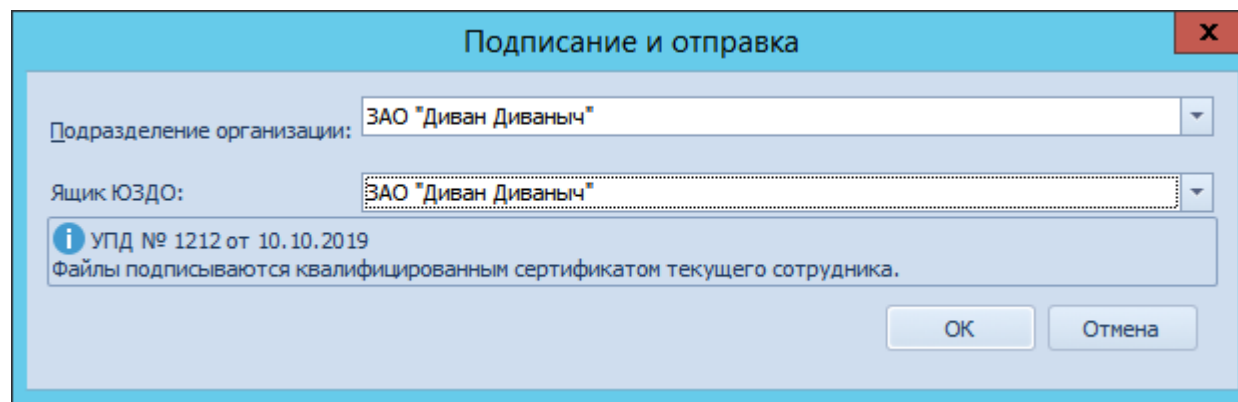 Подписание и отправка
x
Подразделение организации: ЗАО "Диван Диваныч"
Ящик ЮЗДО: ЗАО "Диван Диваныч"
i УПД № 1212 от 10.10.2019
Файлы подписываются квалифицированным сертификатом текущего сотрудника.
ОК Отмена